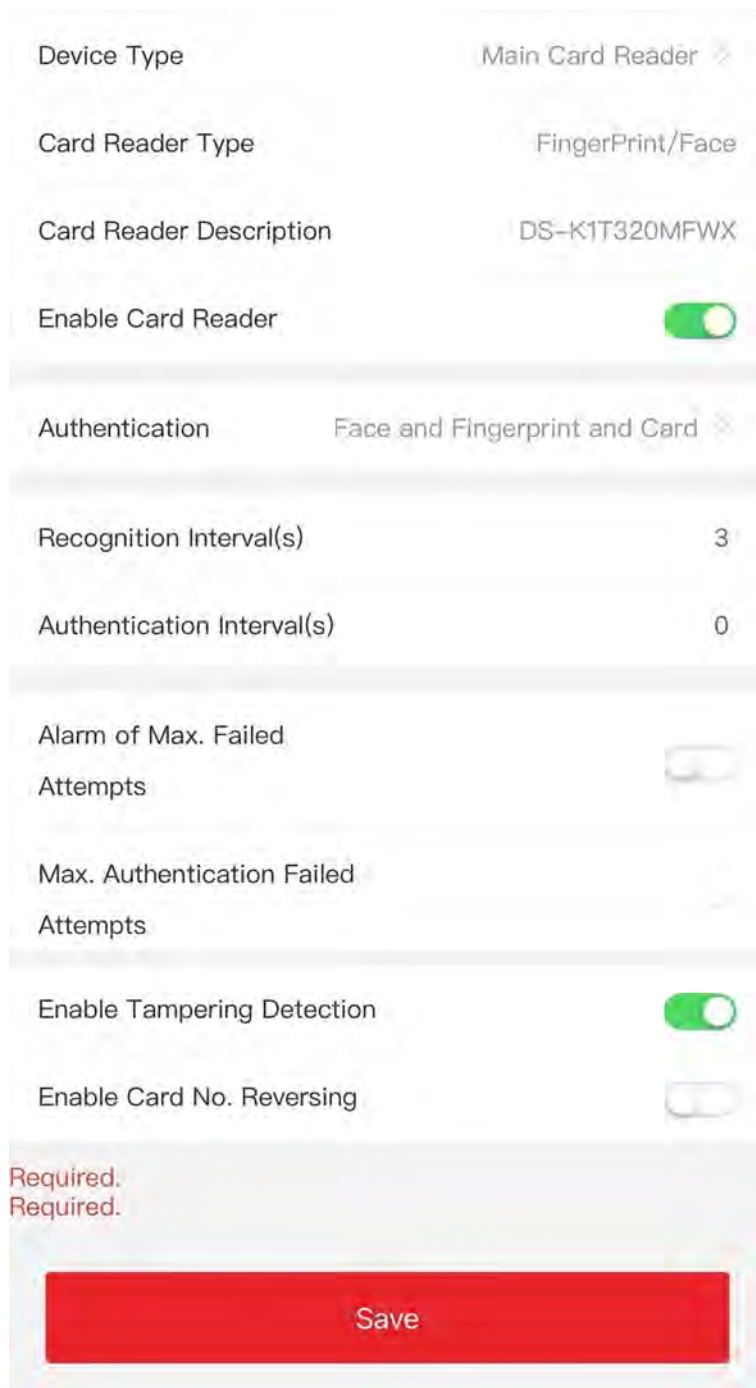 Device Type Main Card Reader
Card Reader Type FingerPrint/Face
Card Reader Description DS-K1T320MFWX
Enable Card Reader
Authentication Face and Fingerprint and Card
Recognition Interval(s) 3
Authentication Interval(s) 0
Alarm of Max. Failed
Attempts
Max. Authentication Failed
Attempts
Enable Tampering Detection
Enable Card No. Reversing
Required.
Required.
Save